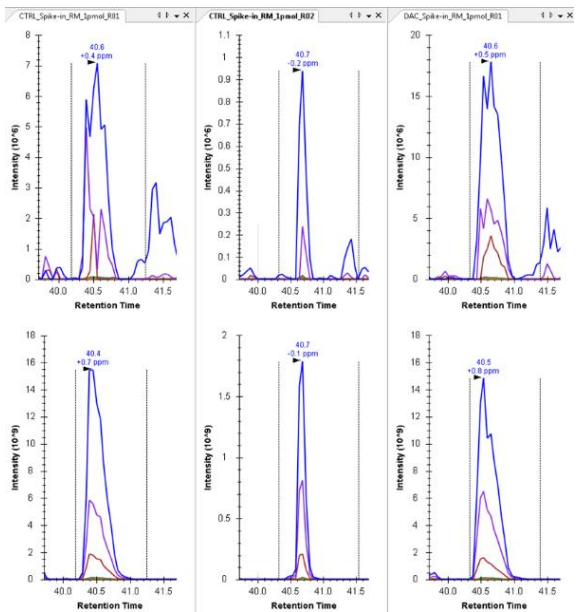 CTRL_Spike-in_RM_1pmol_R01
CTRL_Spike-in_RM_1pmol_R02
DAC_Spike-in_RM_1pmol_R01
40.6
+0.4 ppm
Intensity (10^6)
8
7
6
5
4
3
2
1
0
40.0 40.5 41.0 41.5
Retention Time
40.7
-0.2 ppm
Intensity (10^6)
1.1
1
0.9
0.8
0.7
0.6
0.5
0.4
0.3
0.2
0.1
0
40.0 40.5 41.0 41.5
Retention Time
40.6
+0.5 ppm
Intensity (10^6)
20
15
10
5
0
40.0 40.5 41.0 41.5
Retention Time
40.4
+0.7 ppm
Intensity (10^9)
18
16
14
12
10
8
6
4
2
0
40.0 40.5 41.0 41.5
Retention Time
40.7
-0.1 ppm
Intensity (10^9)
2
1.5
1
0.5
0
40.0 40.5 41.0 41.5
Retention Time
40.5
+0.8 ppm
Intensity (10^9)
18
16
14
12
10
8
6
4
2
0
40.0 40.5 41.0 41.5
Retention Time